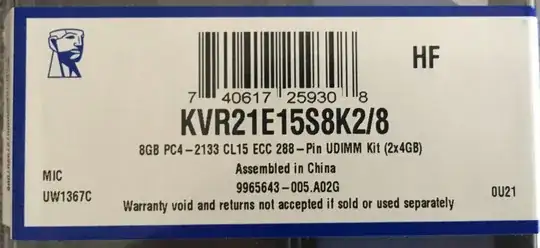 HF
7 40617 25930 8
KVR21E15S8K2/8
8GB PC4-2133 CL15 ECC 288-Pin UDIMM Kit (2x4GB)
Assembled in China
MIC
9965643-005.A02G
UW1367C
0U21
Warranty void and returns not accepted if sold or used separately